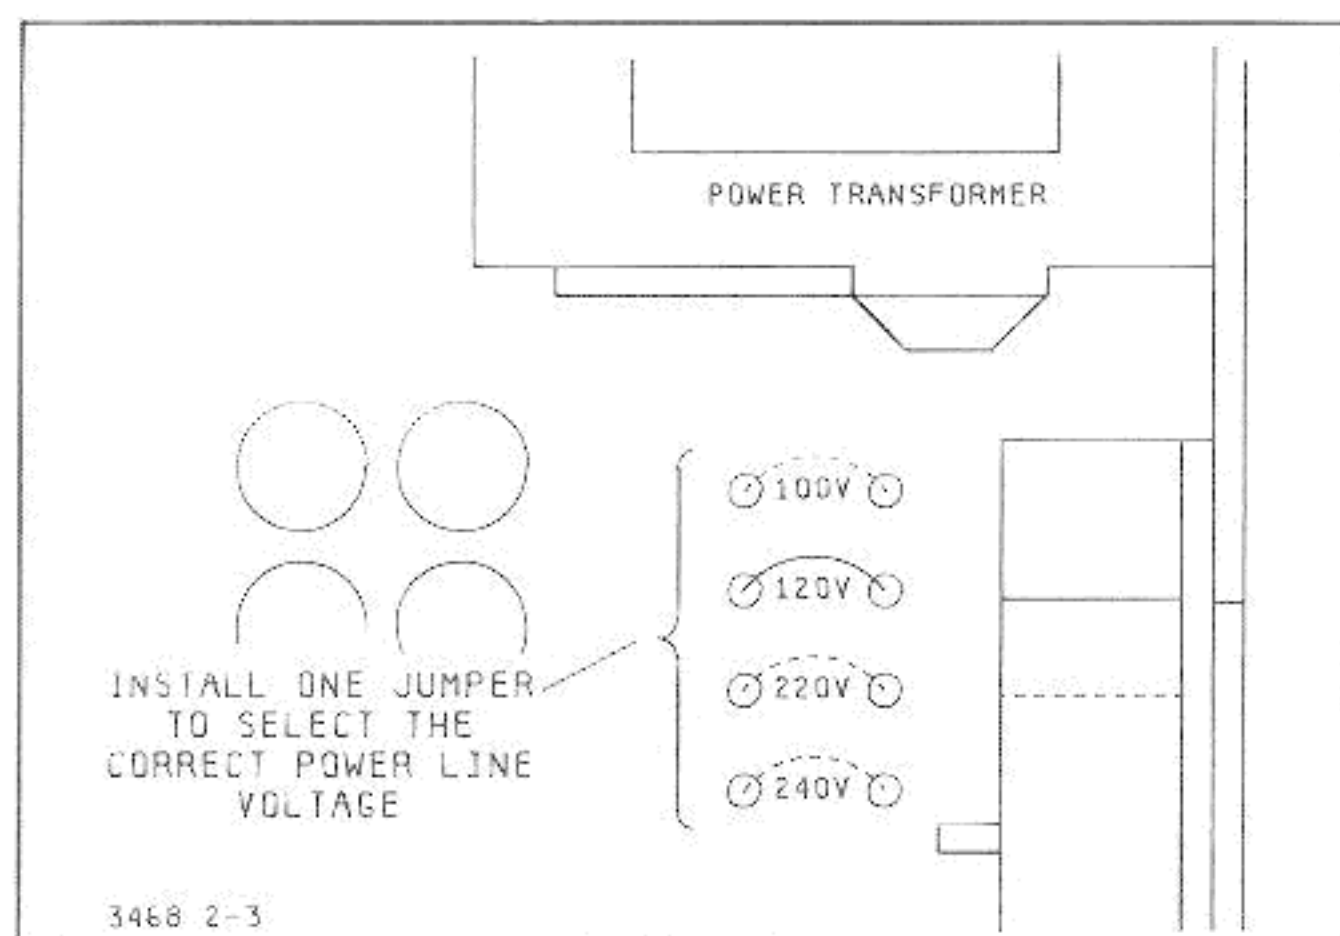 POWER TRANSFORMER
100V
120V
220V
240V
INSTALL ONE JUMPER
TO SELECT THE
CORRECT POWER LINE
VOLTAGE
3468 2-3